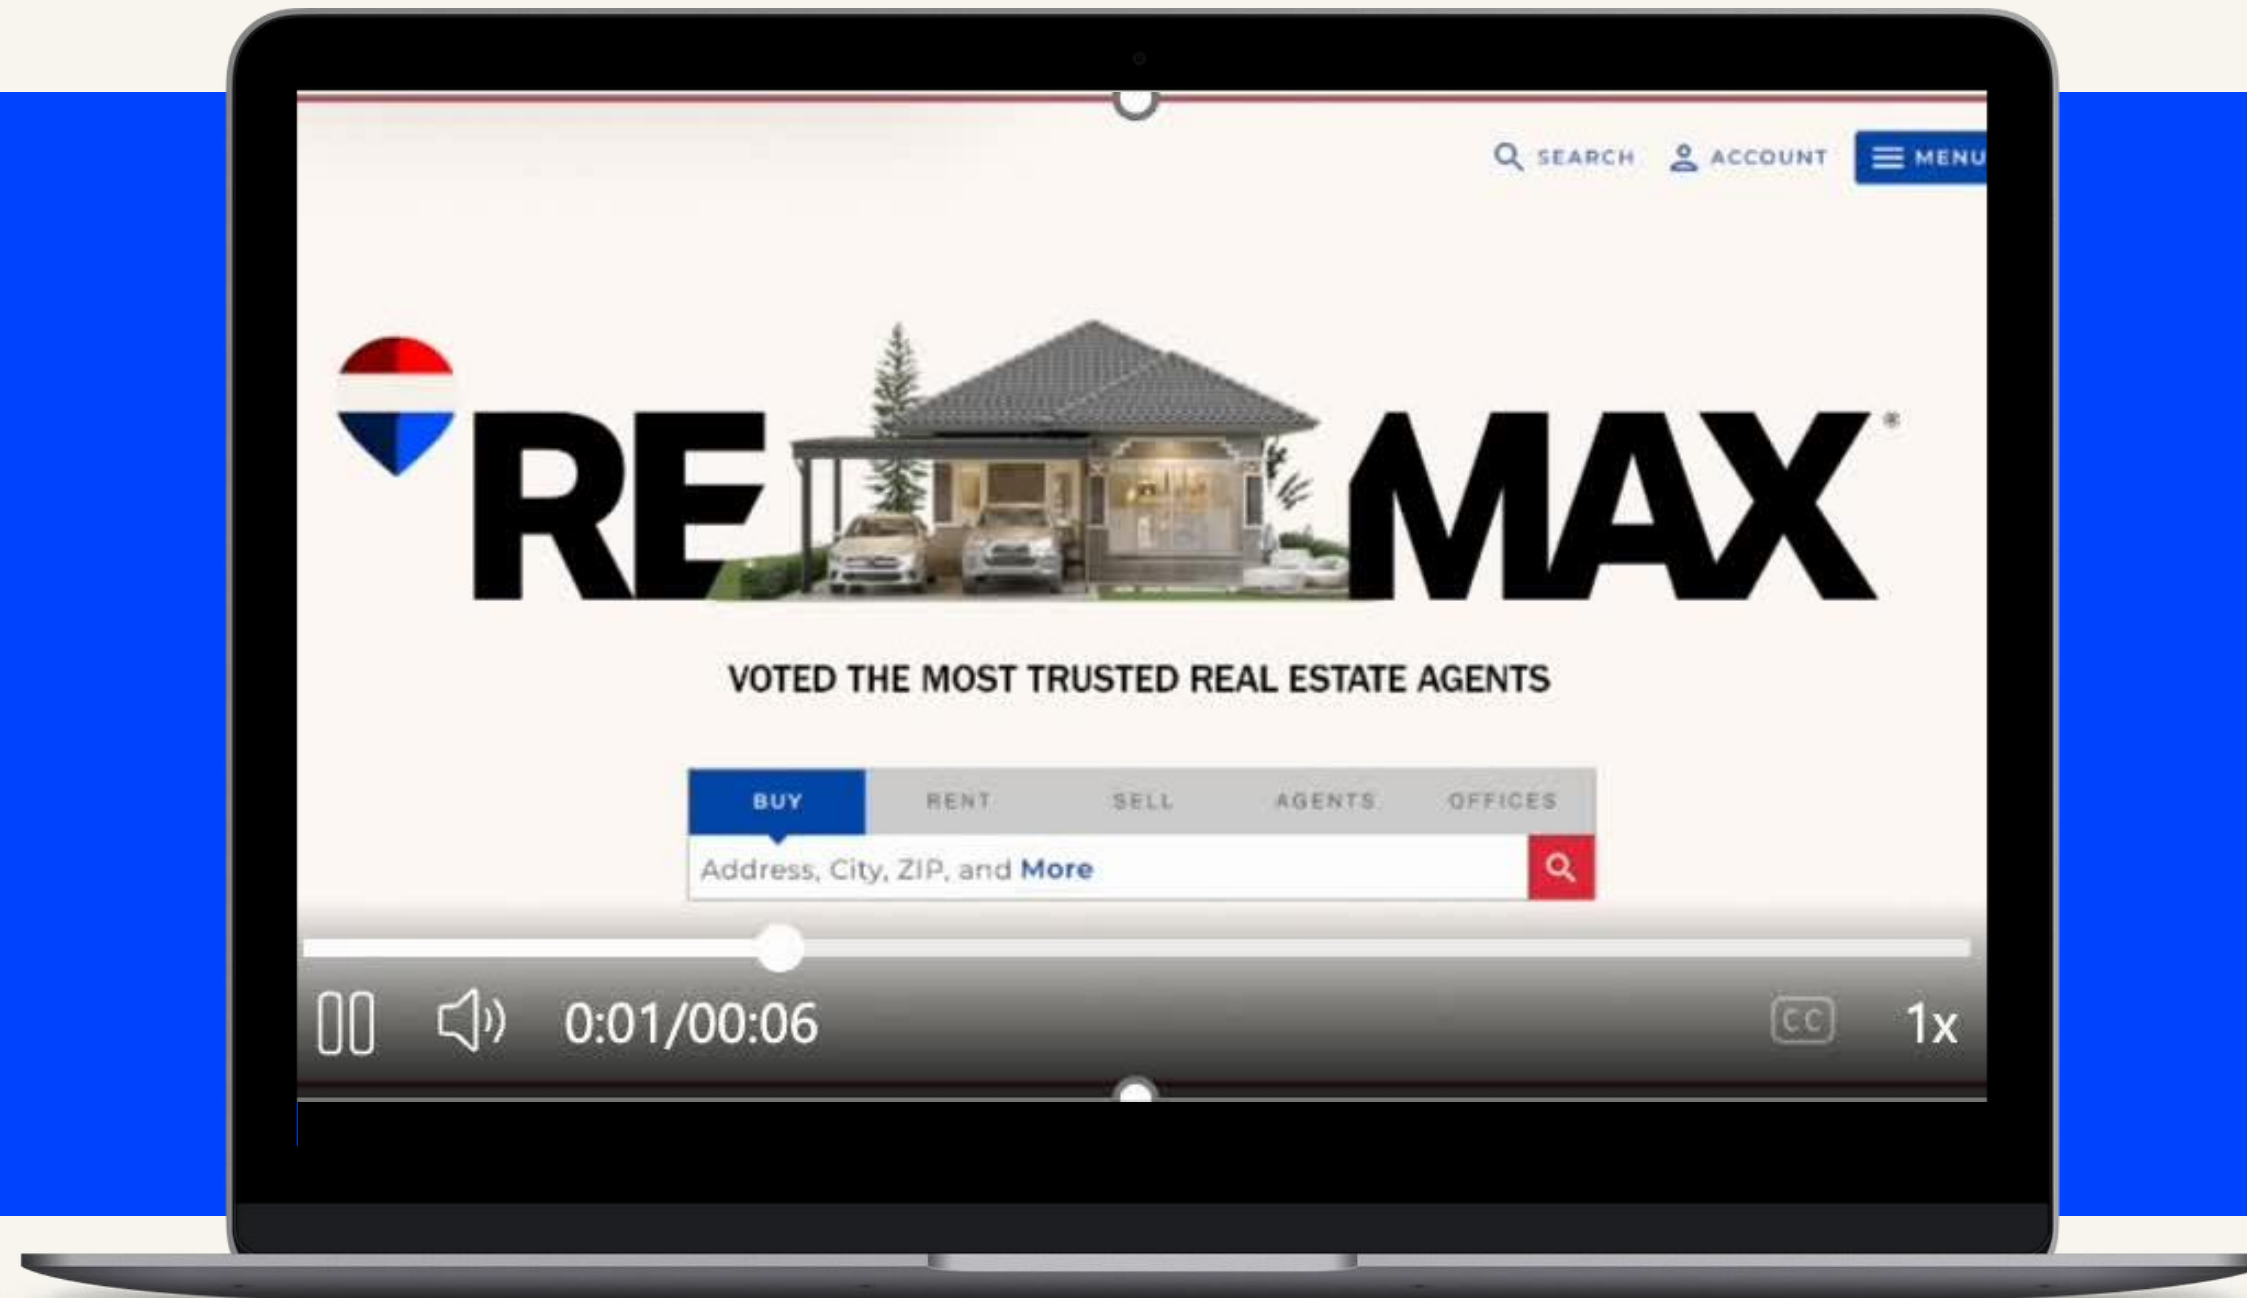 SEARCH ACCOUNT MENU
RE MAX®
VOTED THE MOST TRUSTED REAL ESTATE AGENTS
BUY RENT SELL AGENTS OFFICES
Address, City, ZIP, and More
0:01/00:06 CC 1x